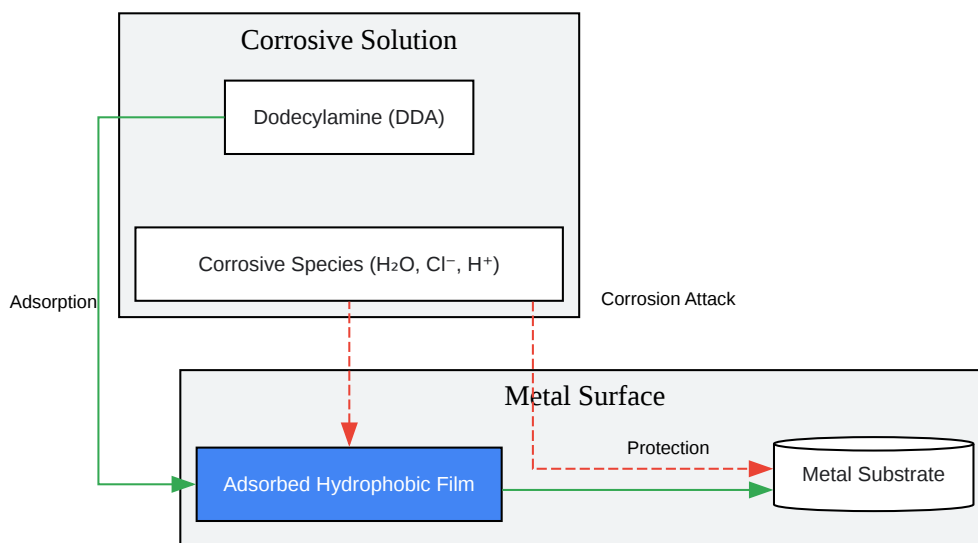 Corrosive Solution
Dodecylamine (DDA)
Corrosive Species (H₂O, Cl⁻, H⁺)
Adsorption
Corrosion Attack
Metal Surface
Protection
Adsorbed Hydrophobic Film
Metal Substrate